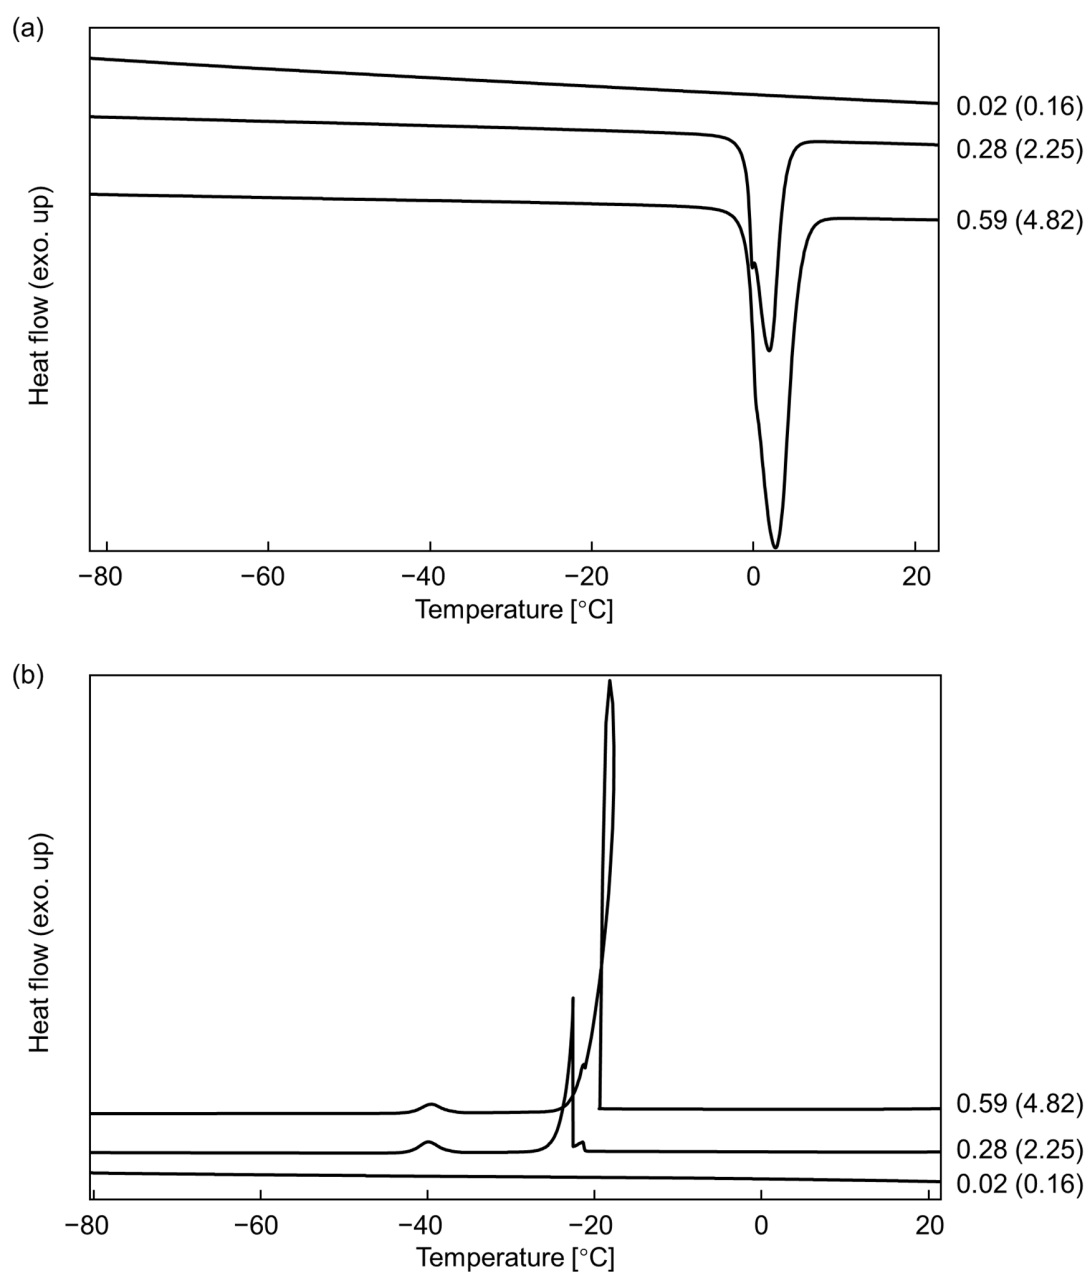 (a)
0.02 (0.16)
0.28 (2.25)
0.59 (4.82)
Heat flow (exo. up)
−80 −60 −40 −20 0 20
Temperature [°C]
(b)
Heat flow (exo. up)
0.59 (4.82)
0.28 (2.25)
0.02 (0.16)
−80 −60 −40 −20 0 20
Temperature [°C]